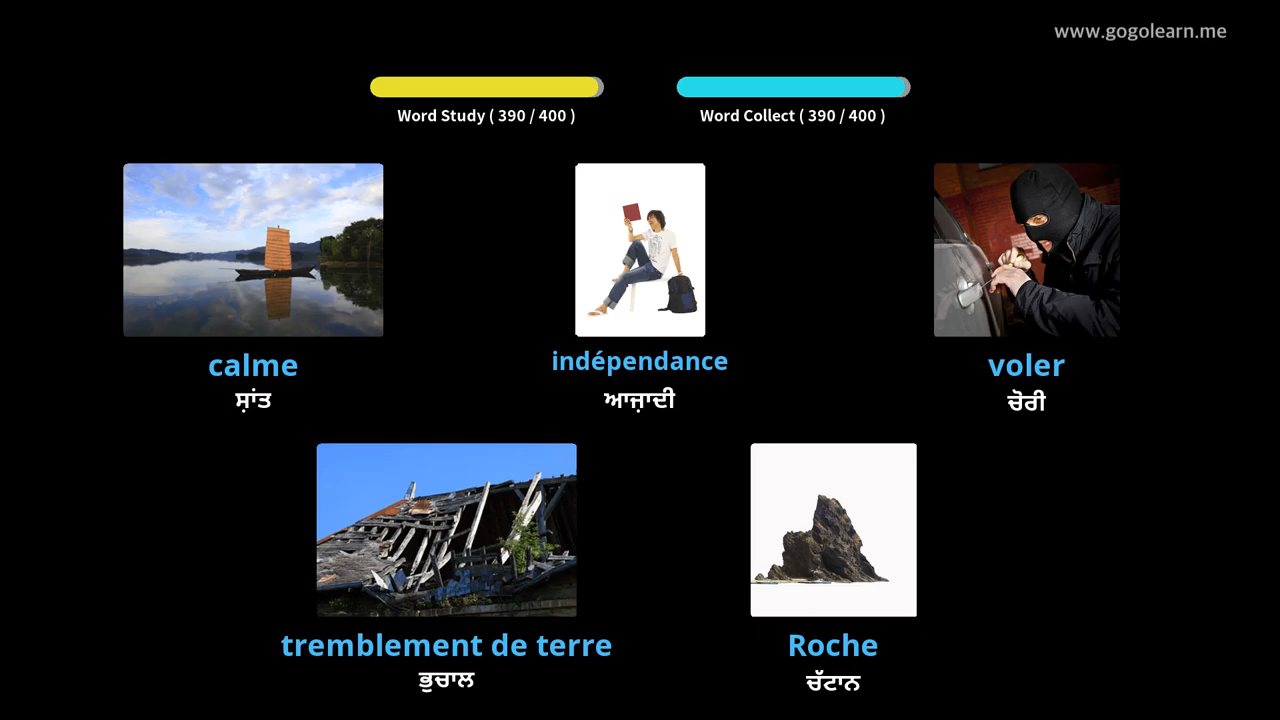 www.gogolearn.me
Word Study ( 390 / 400 )
Word Collect ( 390 / 400 )
calme
ਸ਼ਾਂਤ
indépendance
ਆਜ਼ਾਦੀ
voler
ਚੋਰੀ
tremblement de terre
ਭੁਚਾਲ
Roche
ਚੱਟਾਨ